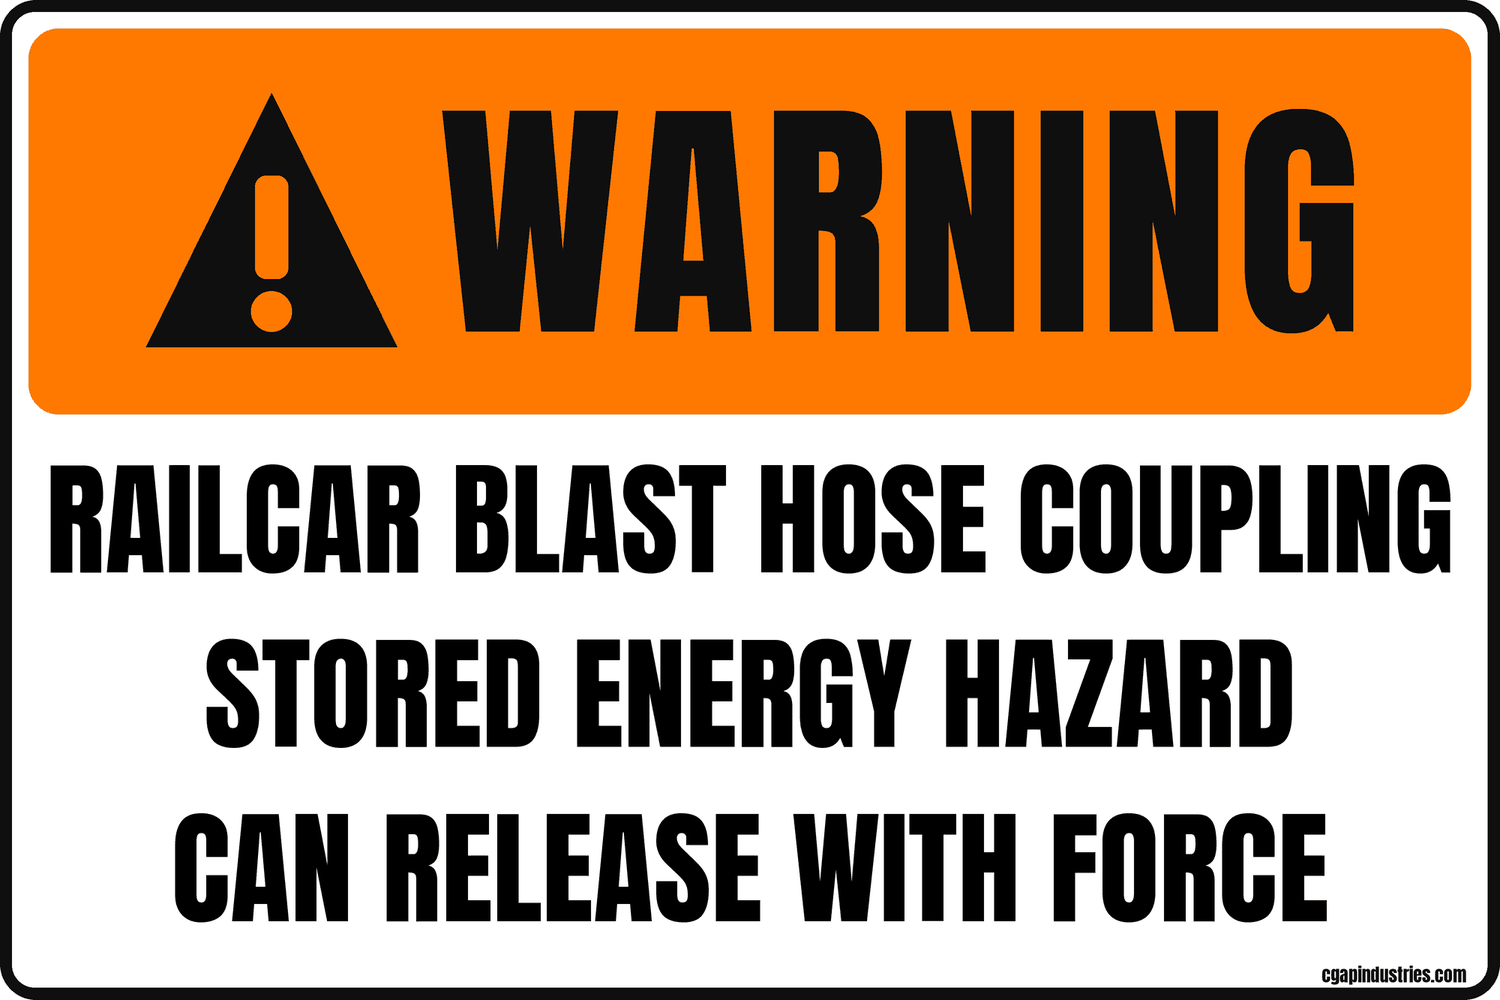 WARNING
RAILCAR BLAST HOSE COUPLING
STORED ENERGY HAZARD
CAN RELEASE WITH FORCE
cgapindustries.com